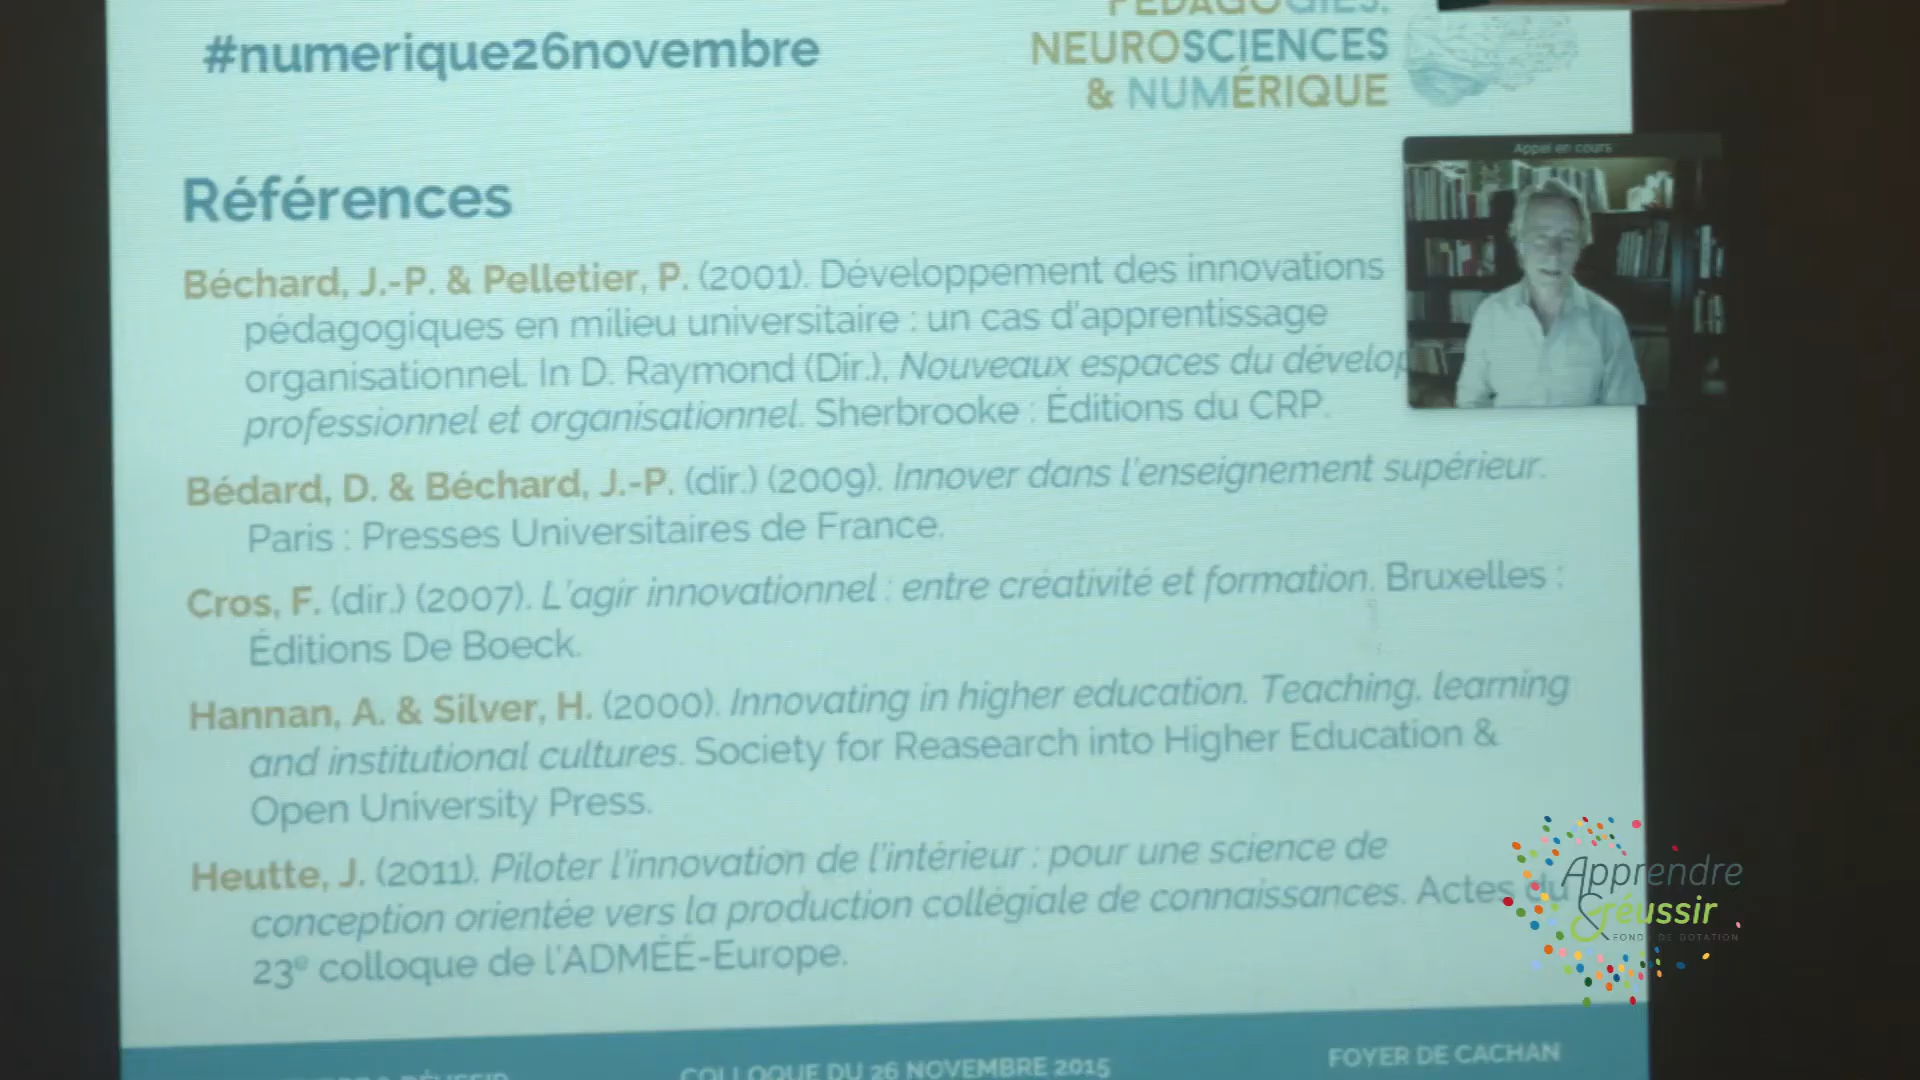 #numerique26novembre
PÉDAGOGIES,
NEUROSCIENCES
& NUMÉRIQUE
Appel en cours
Références
Béchard, J.-P. & Pelletier, P. (2001). Développement des innovations
pédagogiques en milieu universitaire : un cas d'apprentissage
organisationnel. In D. Raymond (Dir.), Nouveaux espaces du dévelop
professionnel et organisationnel. Sherbrooke : Éditions du CRP.
Bédard, D. & Béchard, J.-P. (dir.) (2009). Innover dans l'enseignement supérieur.
Paris : Presses Universitaires de France.
Cros, F. (dir.) (2007). L'agir innovationnel : entre créativité et formation. Bruxelles :
Éditions De Boeck.
Hannan, A. & Silver, H. (2000). Innovating in higher education. Teaching, learning
and institutional cultures. Society for Reasearch into Higher Education &
Open University Press.
Heutte, J. (2011). Piloter l'innovation de l'intérieur : pour une science de
conception orientée vers la production collégiale de connaissances. Actes du
23e colloque de l'ADMÉÉ-Europe.
Apprendre
&réussir
FONDS DE DOTATION
COLLOQUE DU 26 NOVEMBRE 2015
FOYER DE CACHAN